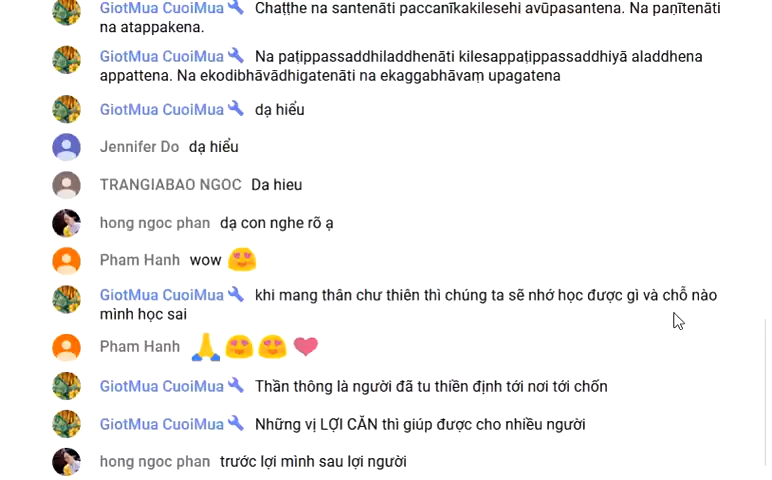 GiotMua CuoiMua Chaṭṭhe na santenāti paccanīkakilesehi avūpasantena. Na paṇītenāti
na atappakena.
GiotMua CuoiMua Na paṭippassaddhiladdhenāti kilesappaṭippassaddhiyā aladdhena
appattena. Na ekodibhāvādhigatenāti na ekaggabhāvaṃ upagatena
GiotMua CuoiMua dạ hiểu
Jennifer Do dạ hiểu
TRANGIABAO NGOC Da hieu
hong ngoc phan dạ con nghe rõ ạ
Pham Hanh wow 😍
GiotMua CuoiMua khi mang thân chư thiên thì chúng ta sẽ nhớ học được gì và chỗ nào
mình học sai
Pham Hanh 🙏😍😍❤️
GiotMua CuoiMua Thần thông là người đã tu thiền định tới nơi tới chốn
GiotMua CuoiMua Những vị LỢI CĂN thì giúp được cho nhiều người
hong ngoc phan trước lợi mình sau lợi người